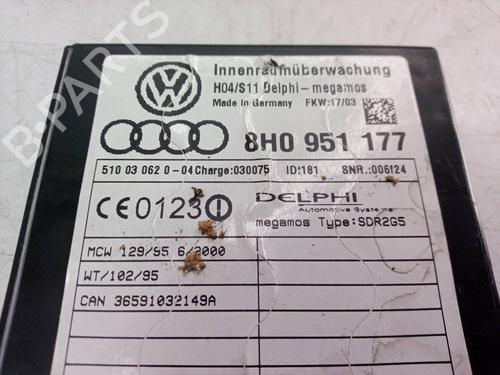 Innenraumüberwachung
H04/S11 Delphi-megamos
Made in Germany FKW:17/03
8H0 951 177
510 03 062 0-04 Charge:030075 ID:181 SNR.:006124
CE 0123 DELPHI
Automotive Systems
megamos Type:SDR2G5
MCW 129/95 6/2000
WT/102/95
CAN 36591032149A
B-PARTS